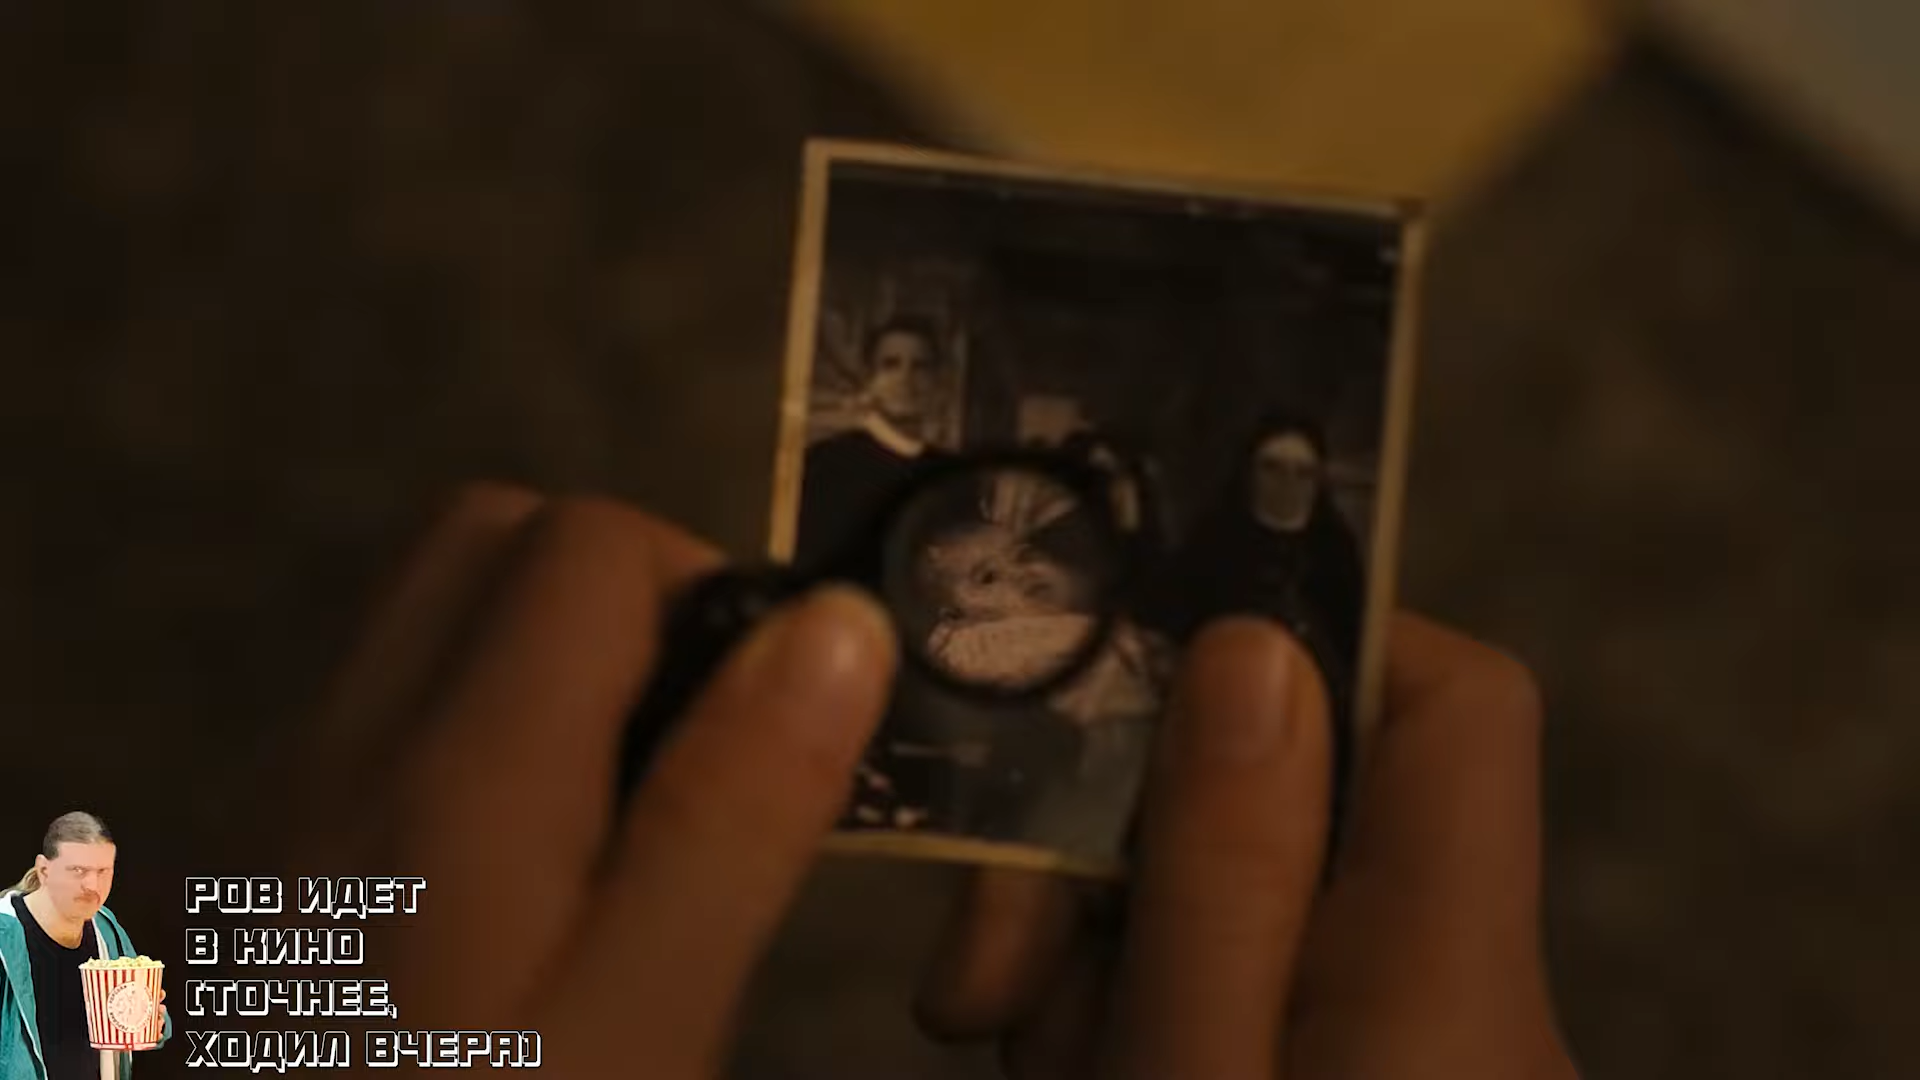 РОВ ИДЕТ
В КИНО
(ТОЧНЕЕ,
ХОДИЛ ВЧЕРА)